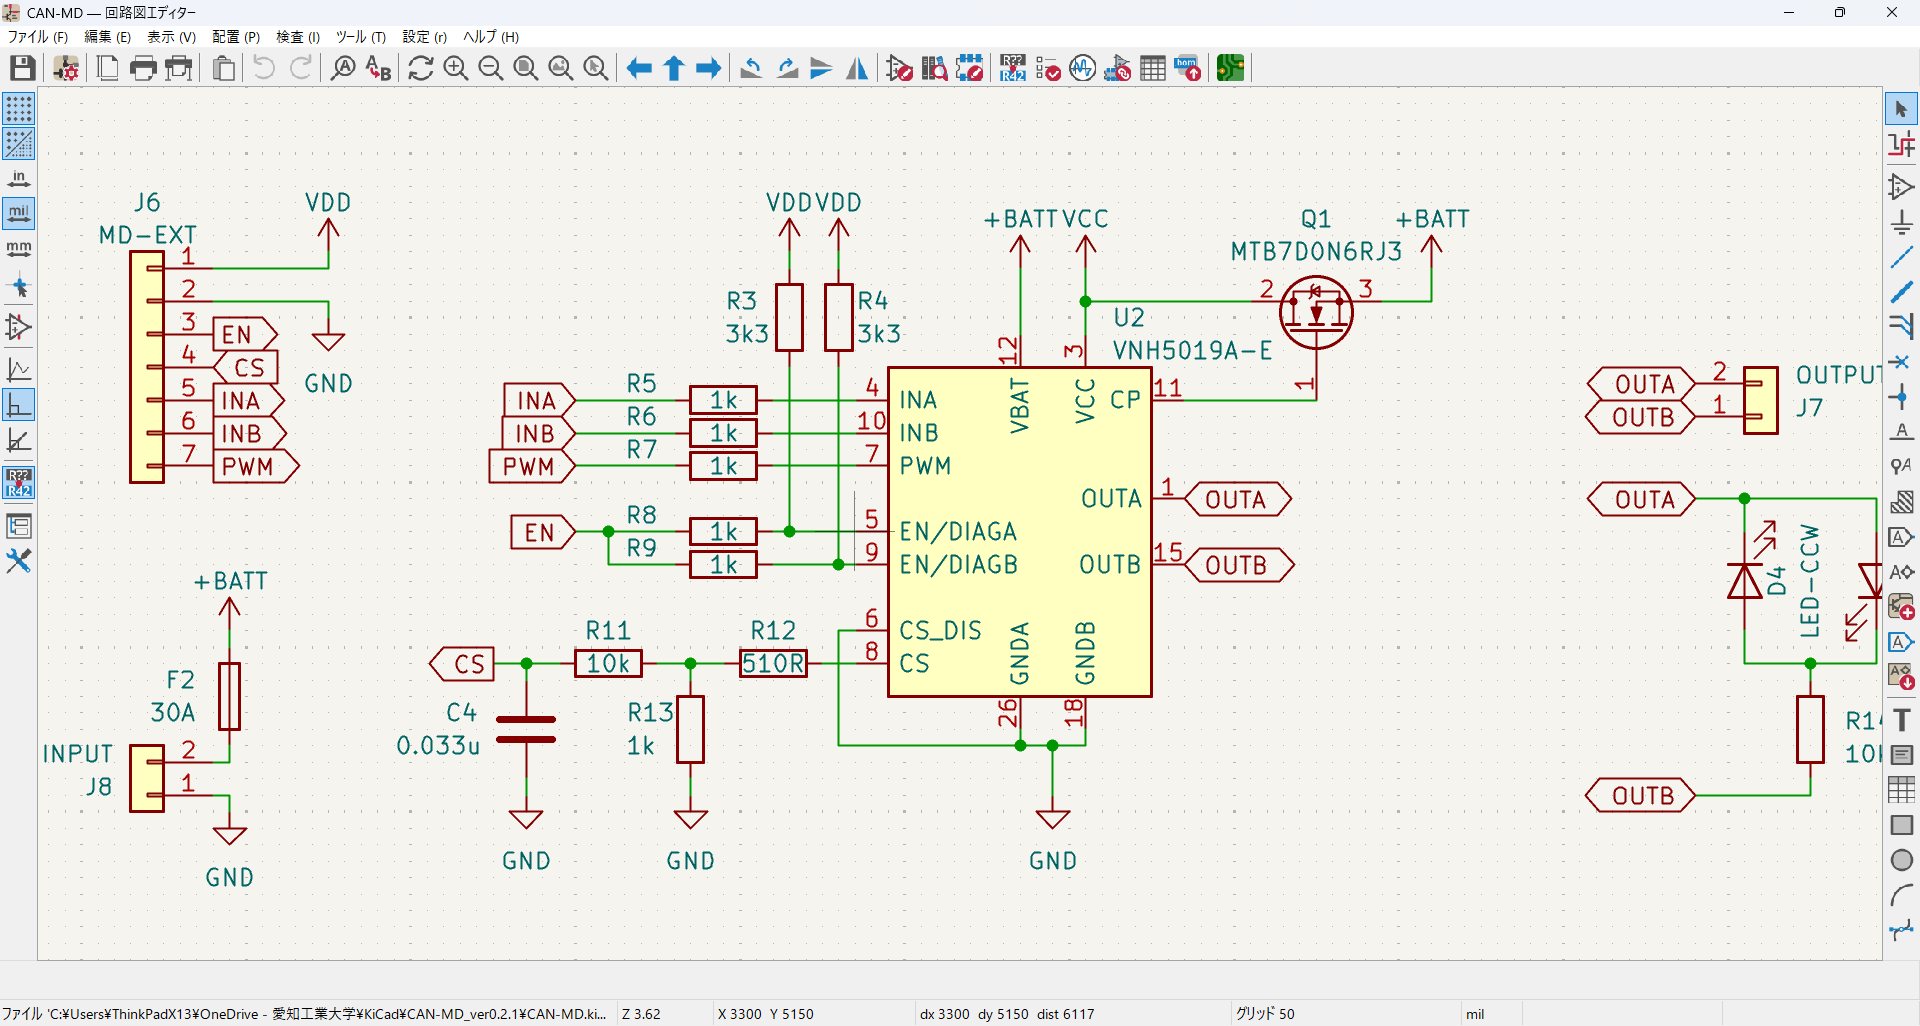 CAN-MD — 回路図エディター
ファイル (F) 編集 (E) 表示 (V) 配置 (P) 検査 (I) ツール (T) 設定 (r) ヘルプ (H)
in
mil
mm
R??
R42
J6
MD-EXT
1
2
3
4
5
6
7
EN
CS
INA
INB
PWM
VDD
GND
+BATT
F2
30A
INPUT
J8
2
1
GND
VDD
VDD
R3
3k3
R4
3k3
INA
INB
PWM
EN
R5
1k
R6
1k
R7
1k
R8
1k
R9
1k
CS
R11
10k
R12
510R
C4
0.033u
R13
1k
GND
GND
+BATT
VCC
U2
VNH5019A-E
12
3
4
10
7
5
9
6
8
INA
INB
PWM
EN/DIAGA
EN/DIAGB
CS_DIS
CS
VBAT
VCC
CP
OUTA
OUTB
GNDA
GNDB
11
1
15
26
18
OUTA
OUTB
GND
Q1
MTB7D0N6RJ3
2
3
1
+BATT
OUTA
OUTB
2
1
OUTPUT
J7
OUTA
D4
LED-CCW
R14
10k
OUTB
ファイル 'C:¥Users¥ThinkPadX13¥OneDrive - 愛知工業大学¥KiCad¥CAN-MD_ver0.2.1¥CAN-MD.ki... Z 3.62 X 3300 Y 5150 dx 3300 dy 5150 dist 6117 グリッド 50 mil